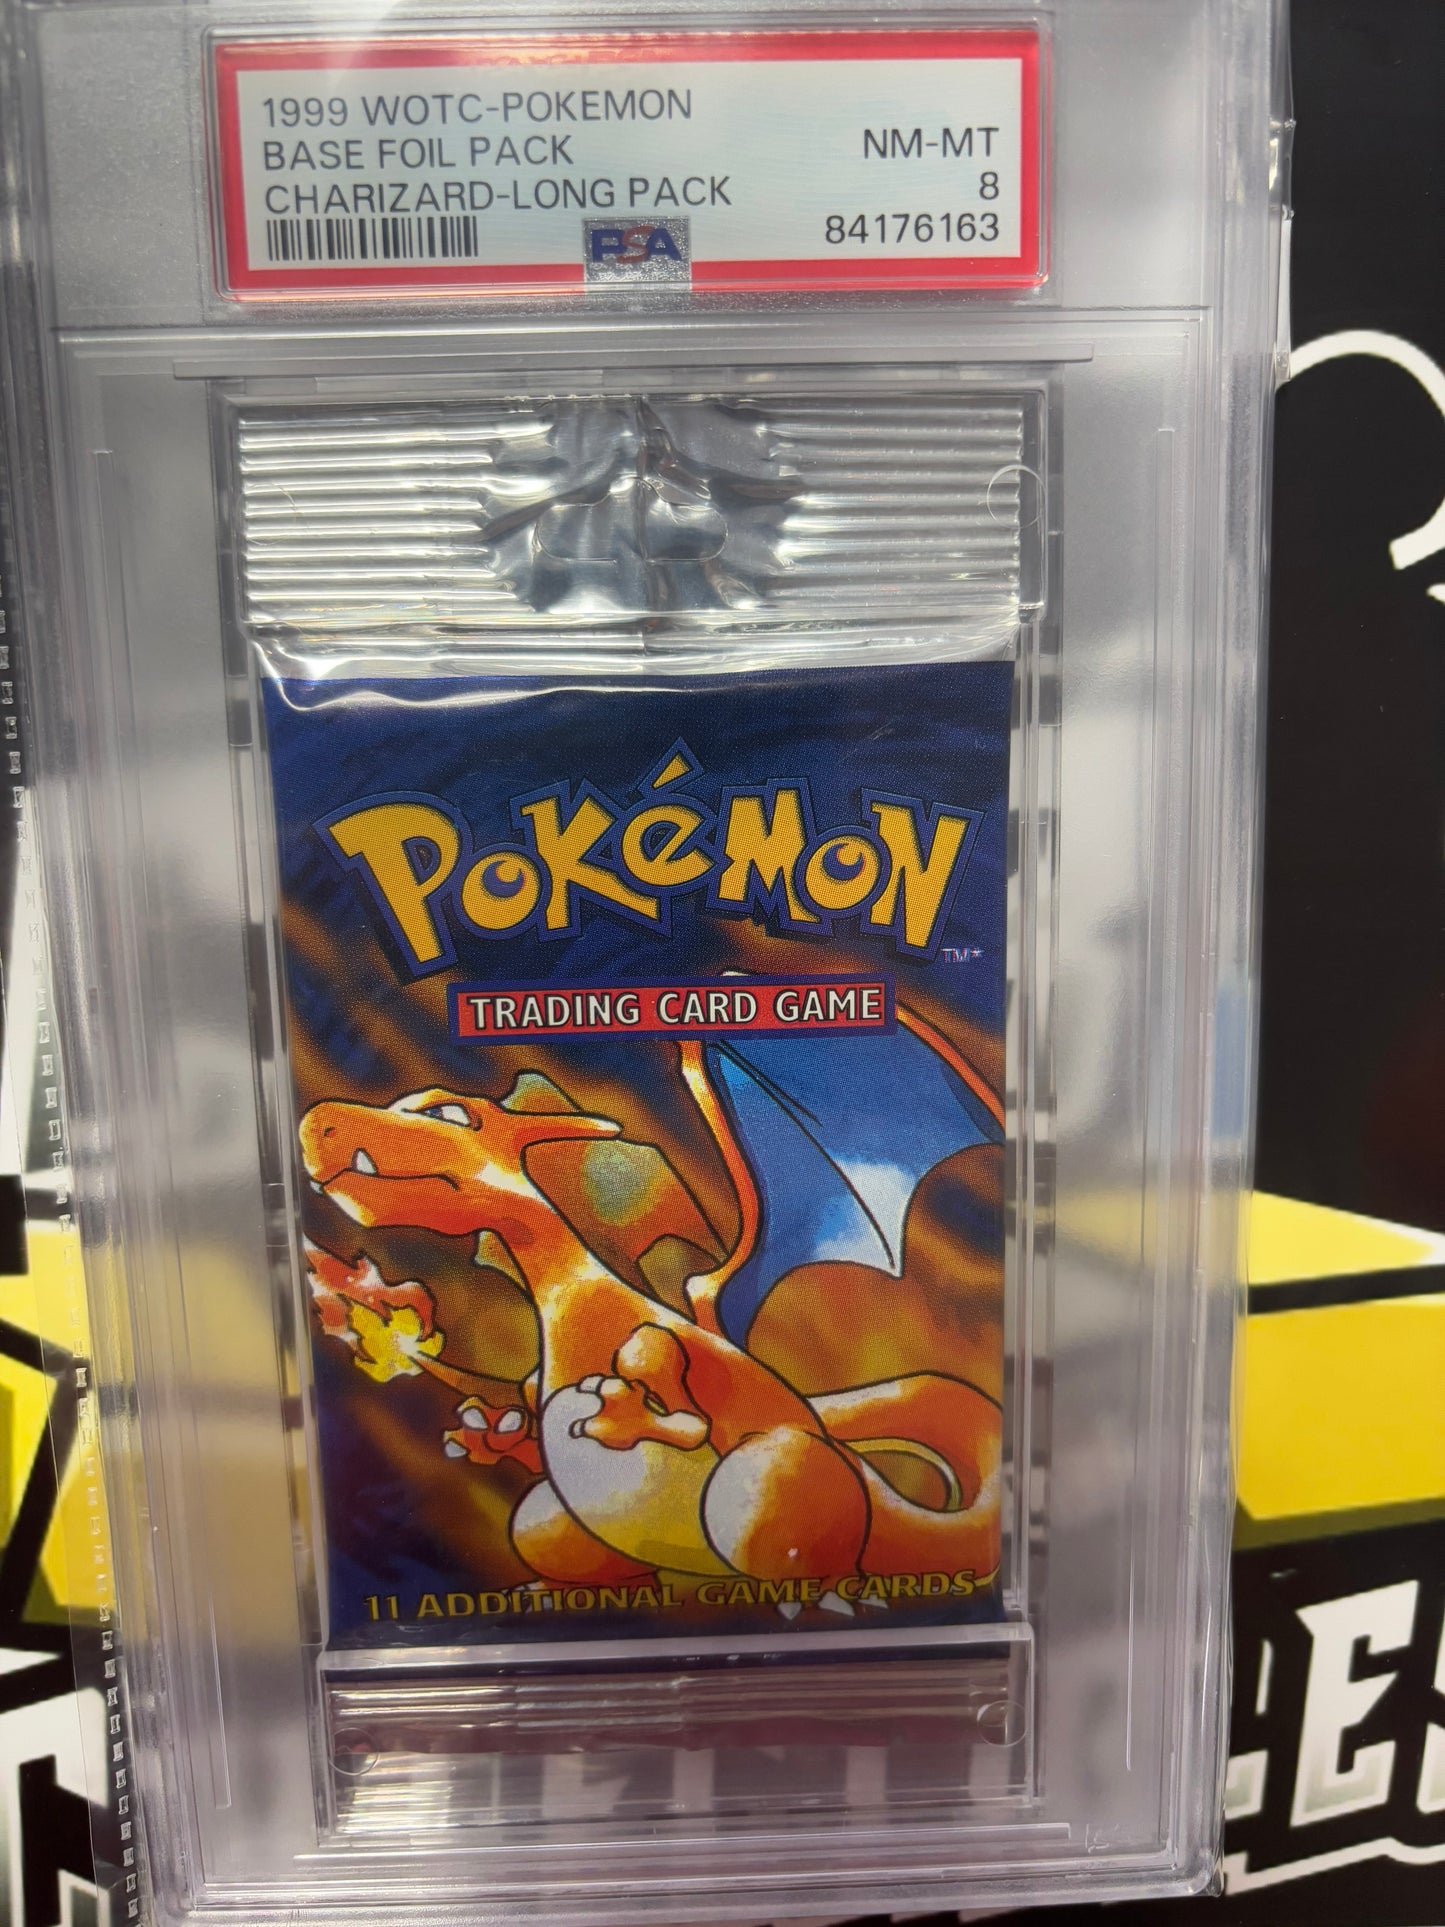 1999 WOTC-POKEMON
BASE FOIL PACK
CHARIZARD-LONG PACK
NM-MT
8
84176163
PSA
POKéMON
TM*
TRADING CARD GAME
11 ADDITIONAL GAME CARDS